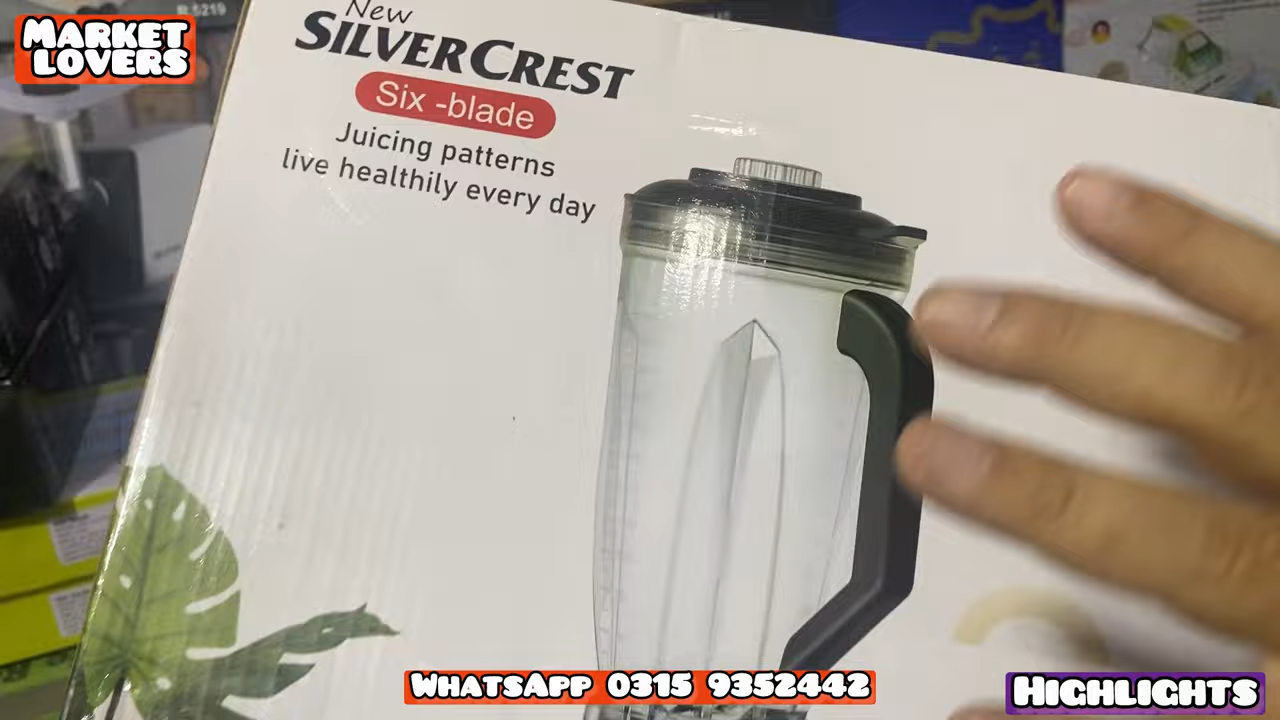 MARKET
LOVERS
New
SILVERCREST
Six -blade
Juicing patterns
live healthily every day
WHATSAPP 0315 9352442
HIGHLIGHTS